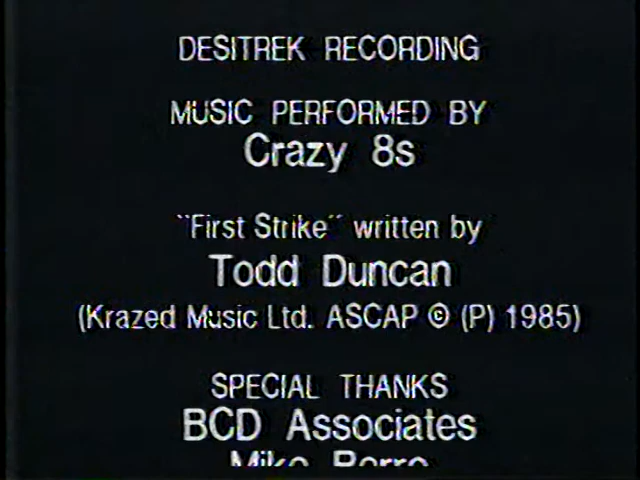 DESITREK RECORDING
MUSIC PERFORMED BY
Crazy 8s
``First Strike´´ written by
Todd Duncan
(Krazed Music Ltd. ASCAP © (P) 1985)
SPECIAL THANKS
BCD Associates
Mike